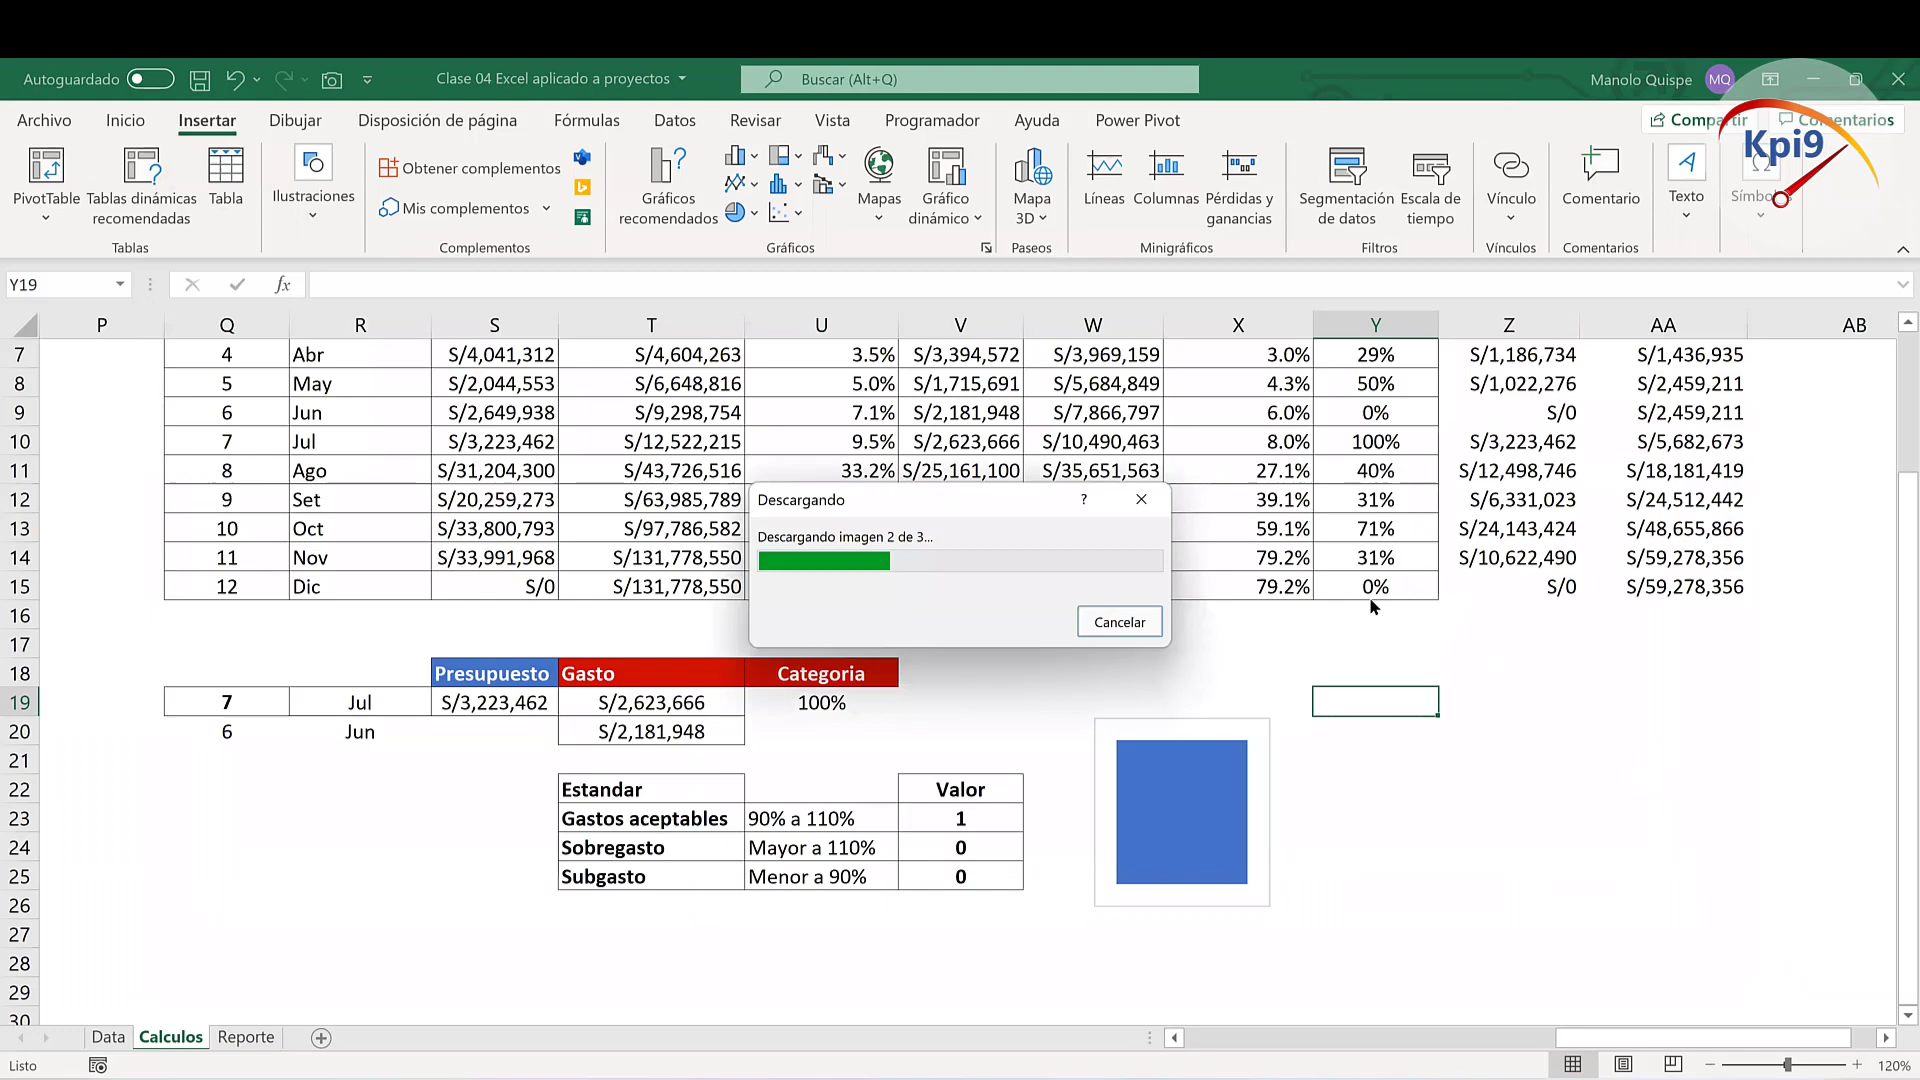 Autoguardado
Clase 04 Excel aplicado a proyectos
Buscar (Alt+Q)
Manolo Quispe MQ
Archivo Inicio Insertar Dibujar Disposición de página Fórmulas Datos Revisar Vista Programador Ayuda Power Pivot Compartir Comentarios
Kpi9
PivotTable
Tablas dinámicas recomendadas
Tabla
Ilustraciones
Obtener complementos
Mis complementos
Gráficos recomendados
Mapas
Gráfico dinámico
Mapa 3D
Líneas
Columnas
Pérdidas y ganancias
Segmentación de datos
Escala de tiempo
Vínculo
Comentario
Texto
Tablas Complementos Gráficos Paseos Minigráficos Filtros Vínculos Comentarios
Y19 fx
P Q R S T U V W X Y Z AA AB
7 4 Abr S/4,041,312 S/4,604,263 3.5% S/3,394,572 S/3,969,159 3.0% 29% S/1,186,734 S/1,436,935
8 5 May S/2,044,553 S/6,648,816 5.0% S/1,715,691 S/5,684,849 4.3% 50% S/1,022,276 S/2,459,211
9 6 Jun S/2,649,938 S/9,298,754 7.1% S/2,181,948 S/7,866,797 6.0% 0% S/0 S/2,459,211
10 7 Jul S/3,223,462 S/12,522,215 9.5% S/2,623,666 S/10,490,463 8.0% 100% S/3,223,462 S/5,682,673
11 8 Ago S/31,204,300 S/43,726,516 33.2% S/25,161,100 S/35,651,563 27.1% 40% S/12,498,746 S/18,181,419
12 9 Set S/20,259,273 S/63,985,789 39.1% 31% S/6,331,023 S/24,512,442
13 10 Oct S/33,800,793 S/97,786,582 59.1% 71% S/24,143,424 S/48,655,866
14 11 Nov S/33,991,968 S/131,778,550 79.2% 31% S/10,622,490 S/59,278,356
15 12 Dic S/0 S/131,778,550 79.2% 0% S/0 S/59,278,356
Descargando ?
Descargando imagen 2 de 3...
Cancelar
16
17
18 Presupuesto Gasto Categoria
19 7 Jul S/3,223,462 S/2,623,666 100%
20 6 Jun S/2,181,948
21
22 Estandar Valor
23 Gastos aceptables 90% a 110% 1
24 Sobregasto Mayor a 110% 0
25 Subgasto Menor a 90% 0
26
27
28
29
30
Data Calculos Reporte
Listo 120%